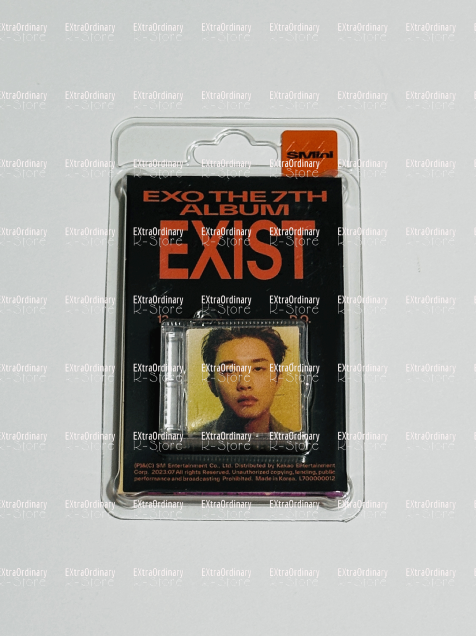 SMini
EXO THE 7TH
ALBUM
EXIST
D.O.
(P)&(C) SM Entertainment Co., Ltd. Distributed by Kakao Entertainment
Corp. 2023.07 All rights Reserved. Unauthorized copying, lending, public
performance and broadcasting Prohibited. Made in Korea. L700000012
EXtraOrdinary
K-Store